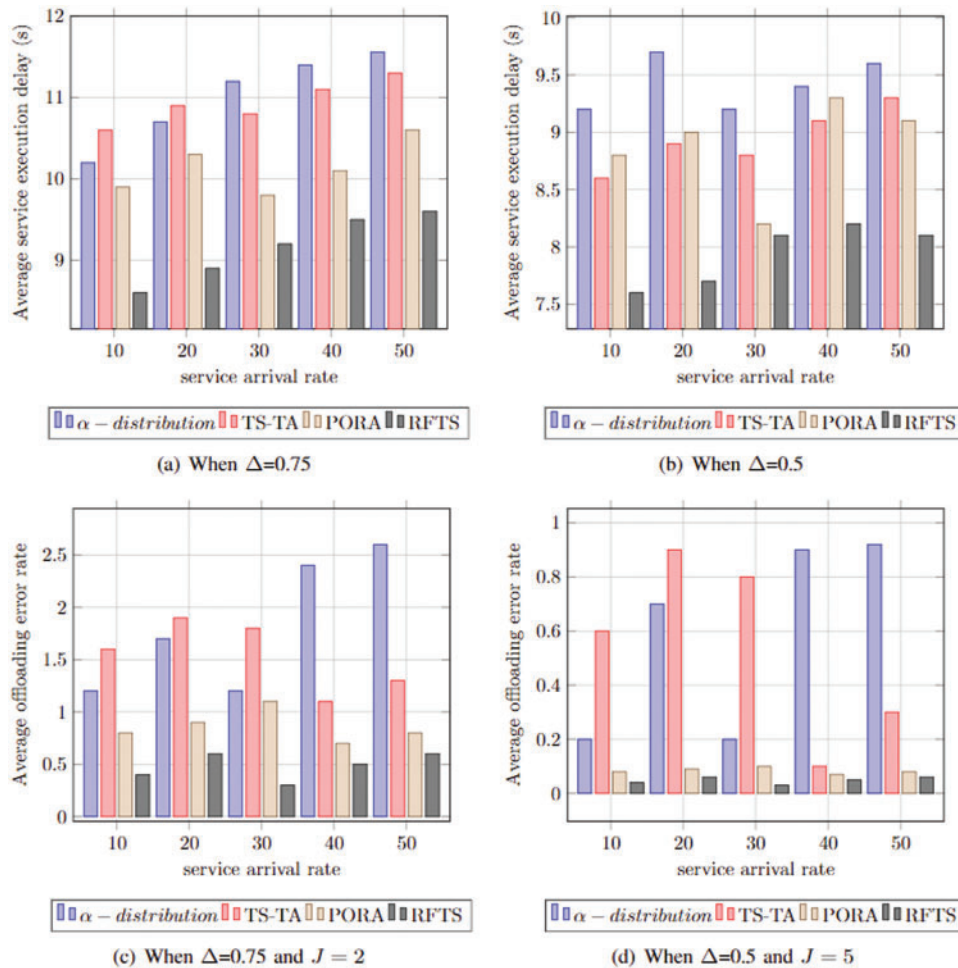 Average service execution delay (s)
12
11
10
9
10 20 30 40 50
service arrival rate
α − distribution TS-TA PORA RFTS
(a) When Δ=0.75
Average service execution delay (s)
10
9.5
9
8.5
8
7.5
10 20 30 40 50
service arrival rate
α − distribution TS-TA PORA RFTS
(b) When Δ=0.5
Average offloading error rate
2.5
2
1.5
1
0.5
0
10 20 30 40 50
service arrival rate
α − distribution TS-TA PORA RFTS
(c) When Δ=0.75 and J = 2
Average offloading error rate
1
0.8
0.6
0.4
0.2
0
10 20 30 40 50
service arrival rate
α − distribution TS-TA PORA RFTS
(d) When Δ=0.5 and J = 5